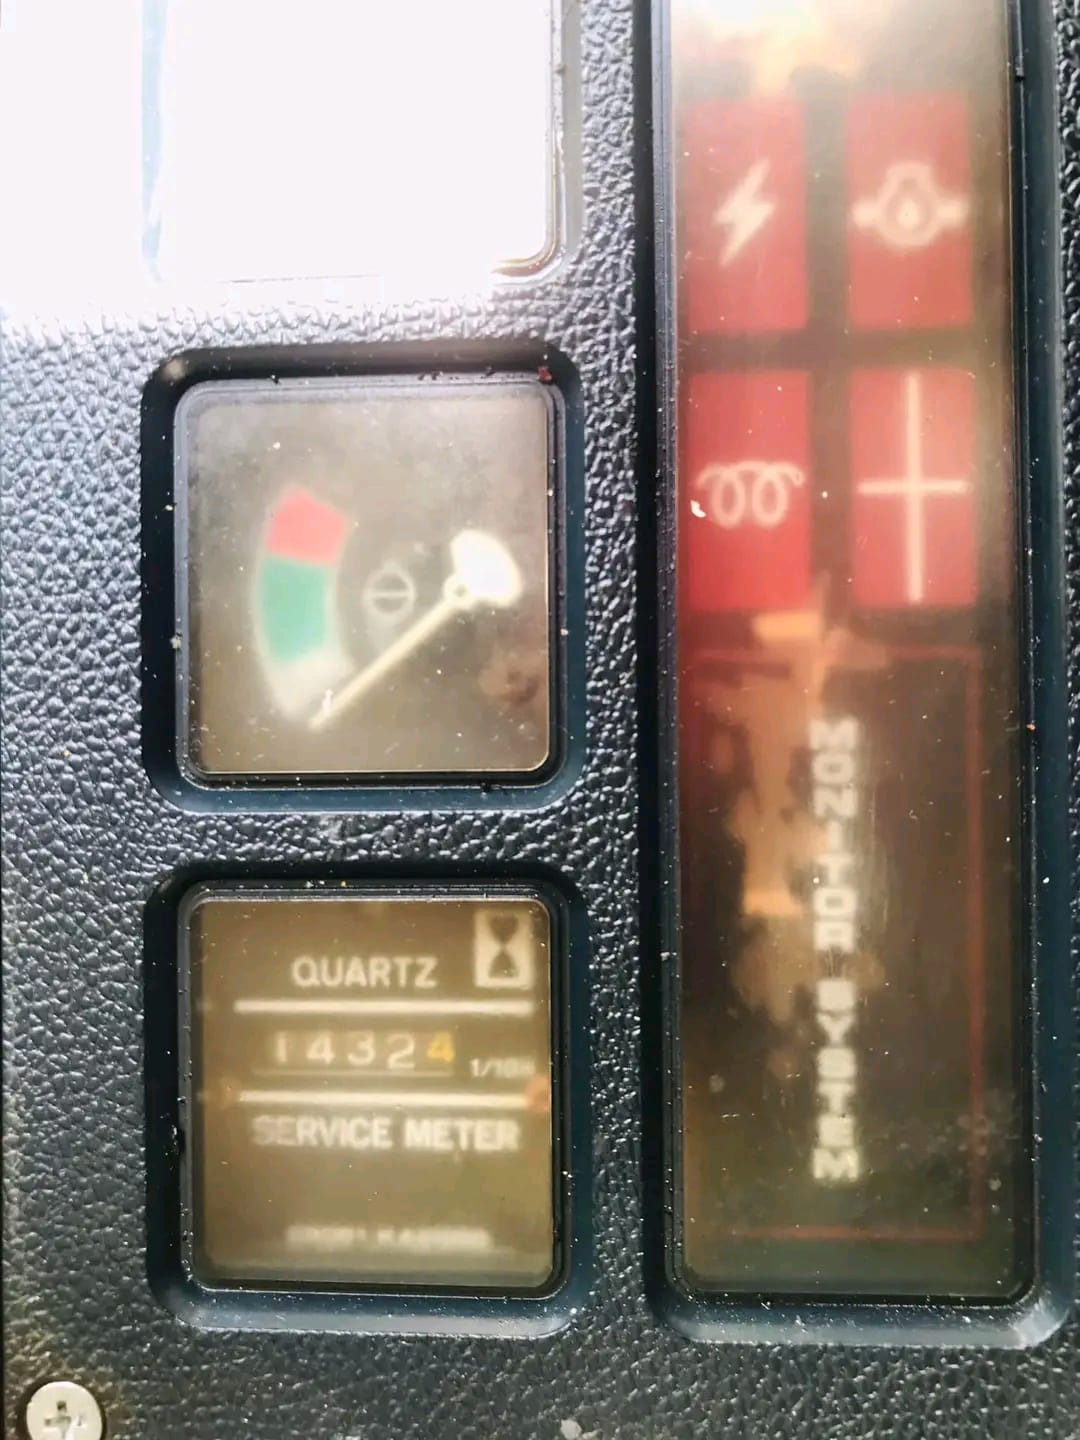 QUARTZ
14324
1/10h
SERVICE METER
MONITOR SYSTEM